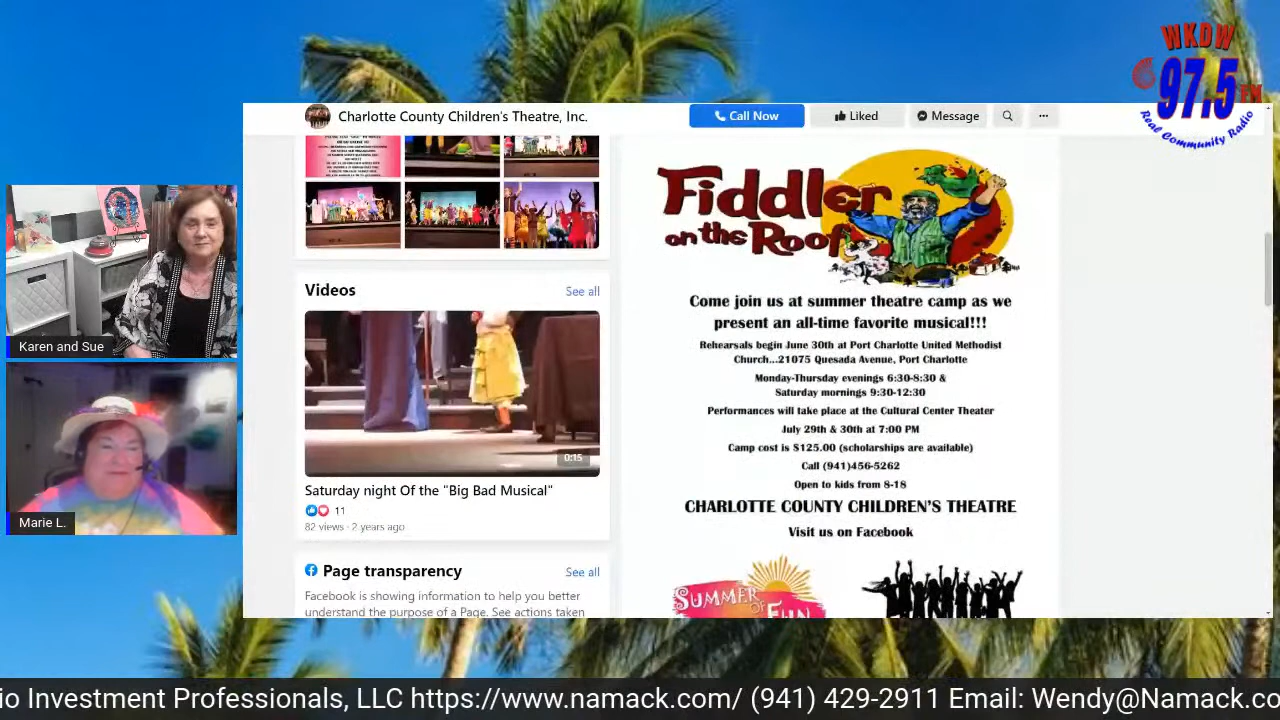 WKDW
97.5 FM
Real Community Radio
Charlotte County Children's Theatre, Inc.
Call Now
Liked
Message
Videos
See all
0:15
Saturday night Of the "Big Bad Musical"
11
82 views · 2 years ago
Page transparency
See all
Facebook is showing information to help you better
understand the purpose of a Page. See actions taken
Fiddler
on the Roof
Come join us at summer theatre camp as we
present an all-time favorite musical!!!
Rehearsals begin June 30th at Port Charlotte United Methodist
Church...21075 Quesada Avenue, Port Charlotte
Monday-Thursday evenings 6:30-8:30 &
Saturday mornings 9:30-12:30
Performances will take place at the Cultural Center Theater
July 29th & 30th at 7:00 PM
Camp cost is $125.00 (scholarships are available)
Call (941)456-5262
Open to kids from 8-18
CHARLOTTE COUNTY CHILDREN'S THEATRE
Visit us on Facebook
SUMMER
OF FUN
Karen and Sue
Marie L.
io Investment Professionals, LLC https://www.namack.com/ (941) 429-2911 Email: Wendy@Namack.co